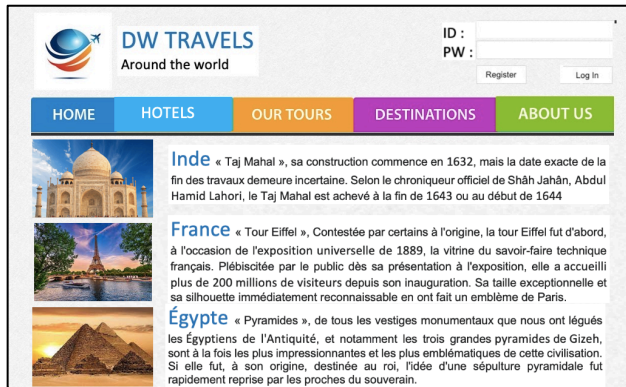 DW TRAVELS
Around the world
ID :
PW :
Register
Log In
HOME
HOTELS
OUR TOURS
DESTINATIONS
ABOUT US
Inde « Taj Mahal », sa construction commence en 1632, mais la date exacte de la
fin des travaux demeure incertaine. Selon le chroniqueur officiel de Shâh Jahân, Abdul
Hamid Lahori, le Taj Mahal est achevé à la fin de 1643 ou au début de 1644
France « Tour Eiffel », Contestée par certains à l'origine, la tour Eiffel fut d'abord,
à l'occasion de l'exposition universelle de 1889, la vitrine du savoir-faire technique
français. Plébiscitée par le public dès sa présentation à l'exposition, elle a accueilli
plus de 200 millions de visiteurs depuis son inauguration. Sa taille exceptionnelle et
sa silhouette immédiatement reconnaissable en ont fait un emblème de Paris.
Égypte « Pyramides », de tous les vestiges monumentaux que nous ont légués
les Égyptiens de l'Antiquité, et notamment les trois grandes pyramides de Gizeh,
sont à la fois les plus impressionnantes et les plus emblématiques de cette civilisation.
Si elle fut, à son origine, destinée au roi, l'idée d'une sépulture pyramidale fut
rapidement reprise par les proches du souverain.